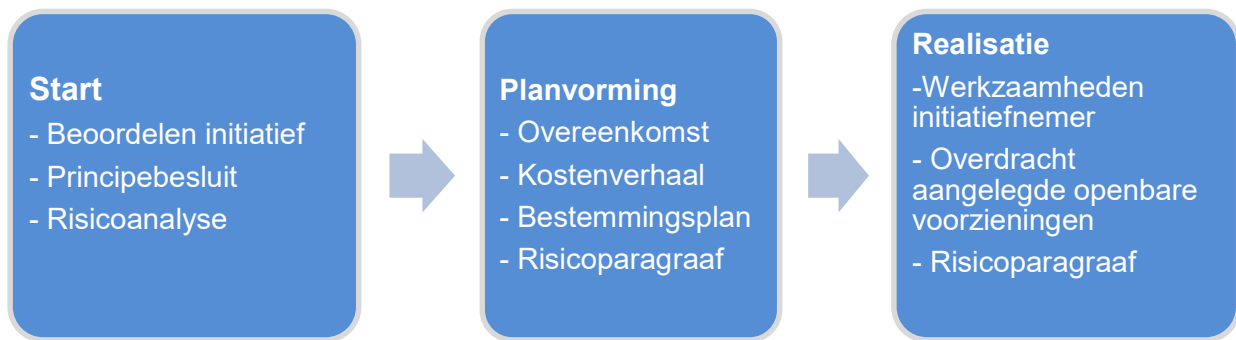 Start
- Beoordelen initiatief
- Principebesluit
- Risicoanalyse
Planvorming
- Overeenkomst
- Kostenverhaal
- Bestemmingsplan
- Risicoparagraaf
Realisatie
-Werkzaamheden
initiatiefnemer
- Overdracht
aangelegde openbare
voorzieningen
- Risicoparagraaf